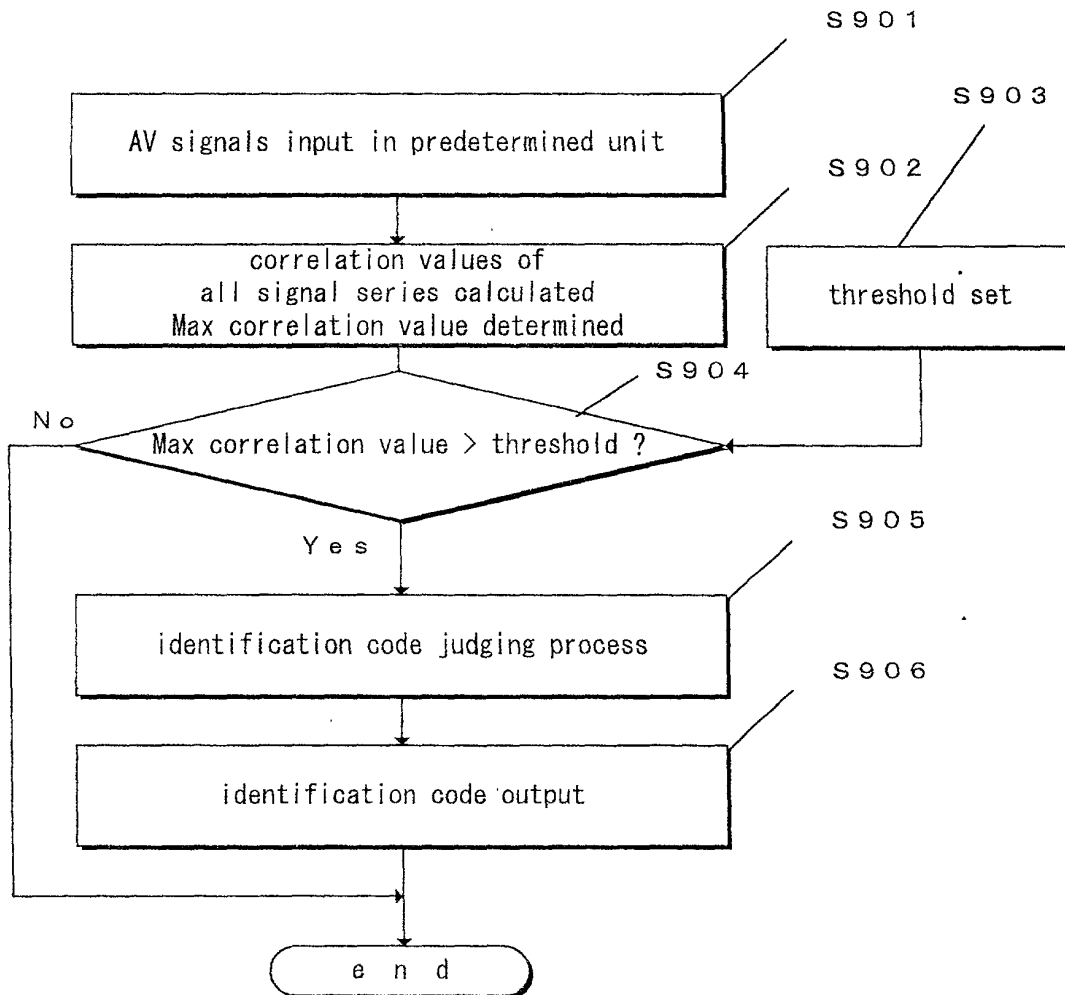 S901
AV signals input in predetermined unit
S902
correlation values of
all signal series calculated
Max correlation value determined
S903
threshold set
S904
Max correlation value > threshold ?
No
Yes
S905
identification code judging process
S906
identification code output
end